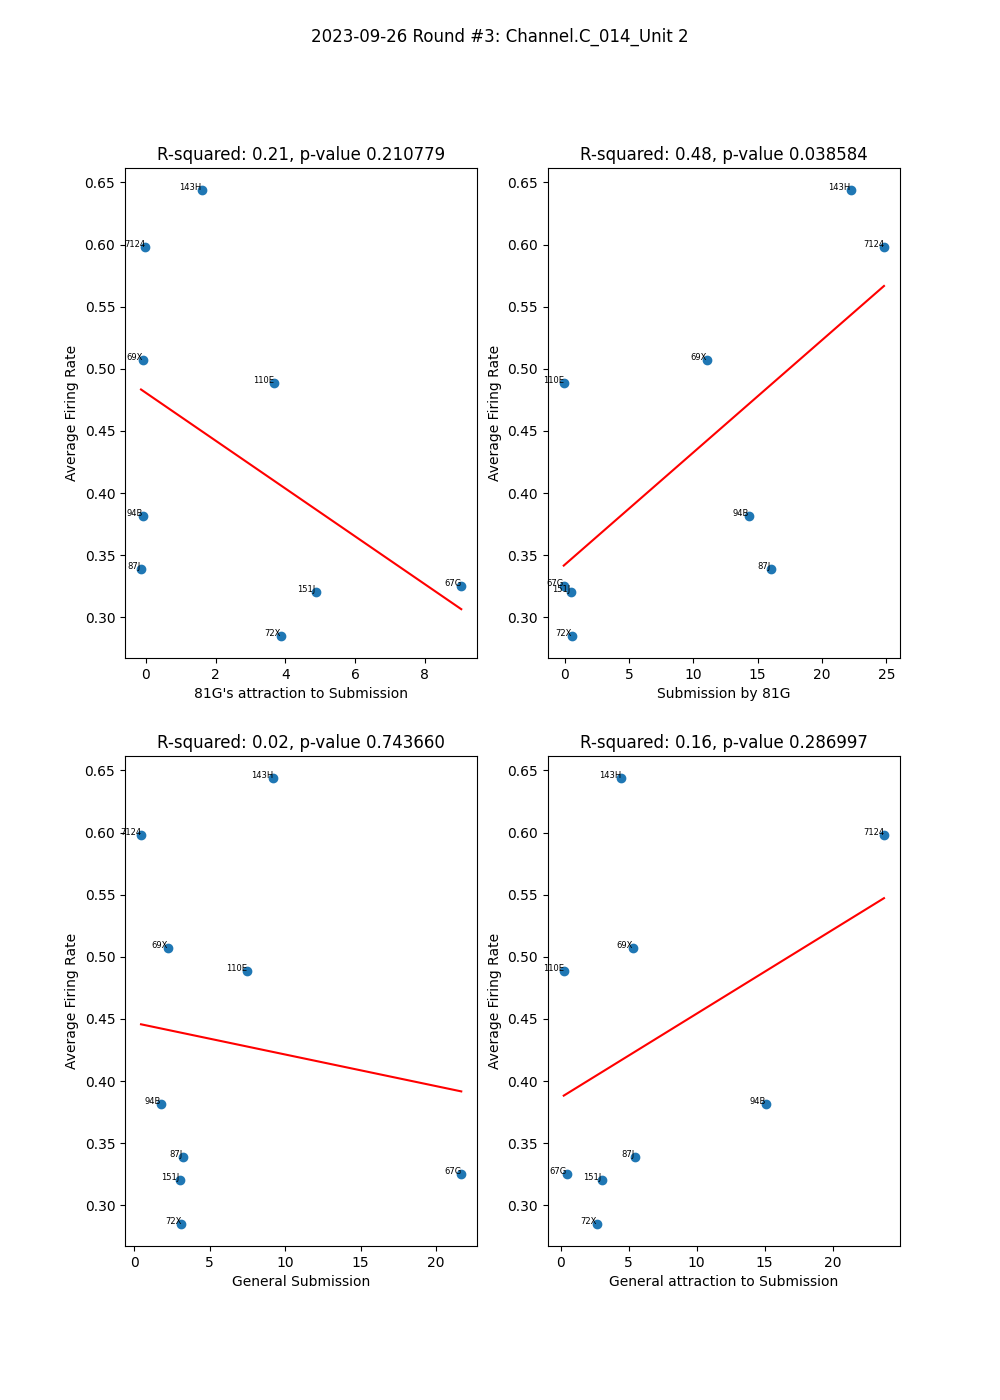 2023-09-26 Round #3: Channel.C_014_Unit 2
R-squared: 0.21, p-value 0.210779
0.65
0.60
0.55
0.50
0.45
0.40
0.35
0.30
Average Firing Rate
143H
7124
69X
110E
94B
87J
67G
151J
72X
0 2 4 6 8
81G's attraction to Submission
R-squared: 0.48, p-value 0.038584
0.65
0.60
0.55
0.50
0.45
0.40
0.35
0.30
Average Firing Rate
143H
7124
69X
110E
94B
87J
67G
151J
72X
0 5 10 15 20 25
Submission by 81G
R-squared: 0.02, p-value 0.743660
0.65
0.60
0.55
0.50
0.45
0.40
0.35
0.30
Average Firing Rate
143H
7124
69X
110E
94B
87J
151J
67G
72X
0 5 10 15 20
General Submission
R-squared: 0.16, p-value 0.286997
0.65
0.60
0.55
0.50
0.45
0.40
0.35
0.30
Average Firing Rate
143H
7124
69X
110E
94B
87J
67G
151J
72X
0 5 10 15 20
General attraction to Submission